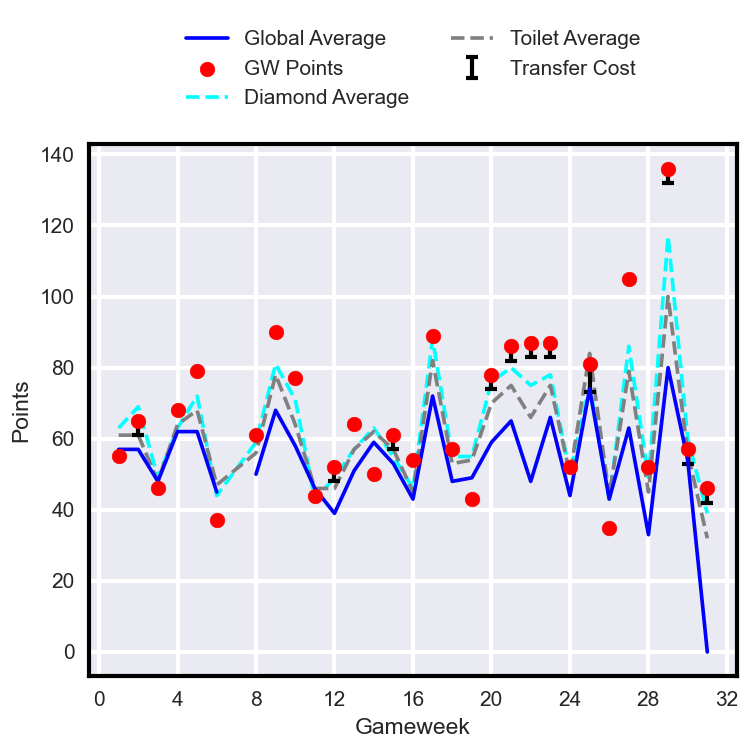 Global Average
GW Points
Diamond Average
Toilet Average
Transfer Cost
140
120
100
80
60
40
20
0
Points
0 4 8 12 16 20 24 28 32
Gameweek